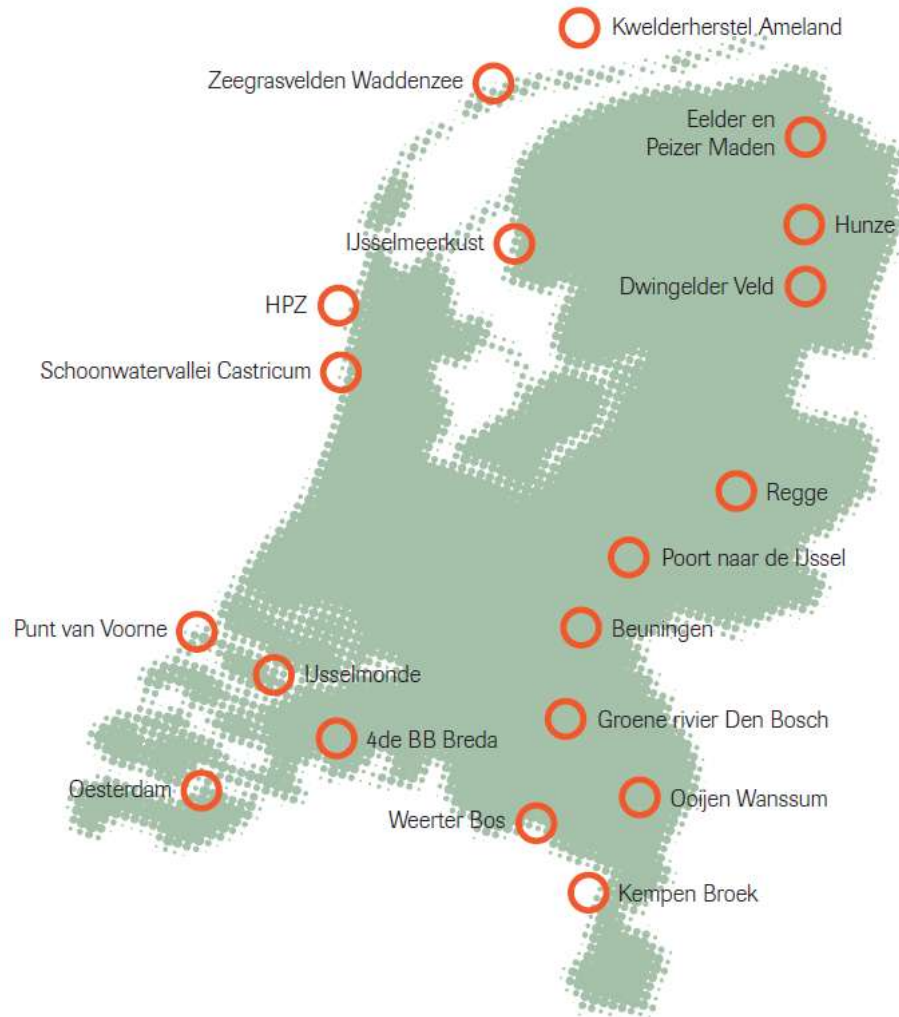 Kwelderherstel Ameland
Zeegrasvelden Waddenzee
Eelder en
Peizer Maden
Hunze
IJsselmeerkust
Dwingelder Veld
HPZ
Schoonwatervallei Castricum
Regge
Poort naar de IJssel
Punt van Voorne
Beuningen
IJsselmonde
Groene rivier Den Bosch
4de BB Breda
Oesterdam
Ooijen Wanssum
Weerter Bos
Kempen Broek